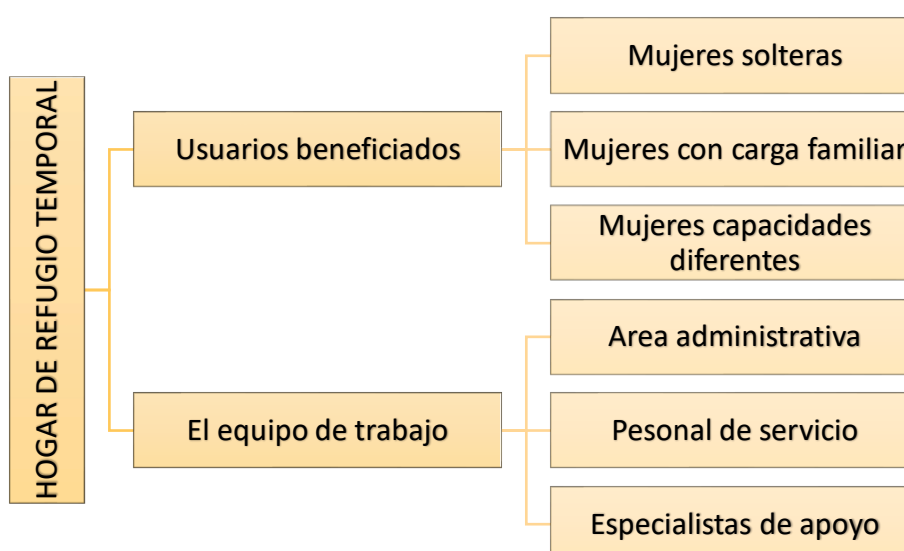 HOGAR DE REFUGIO TEMPORAL
Usuarios beneficiados
Mujeres solteras
Mujeres con carga familiar
Mujeres capacidades
diferentes
El equipo de trabajo
Area administrativa
Pesonal de servicio
Especialistas de apoyo